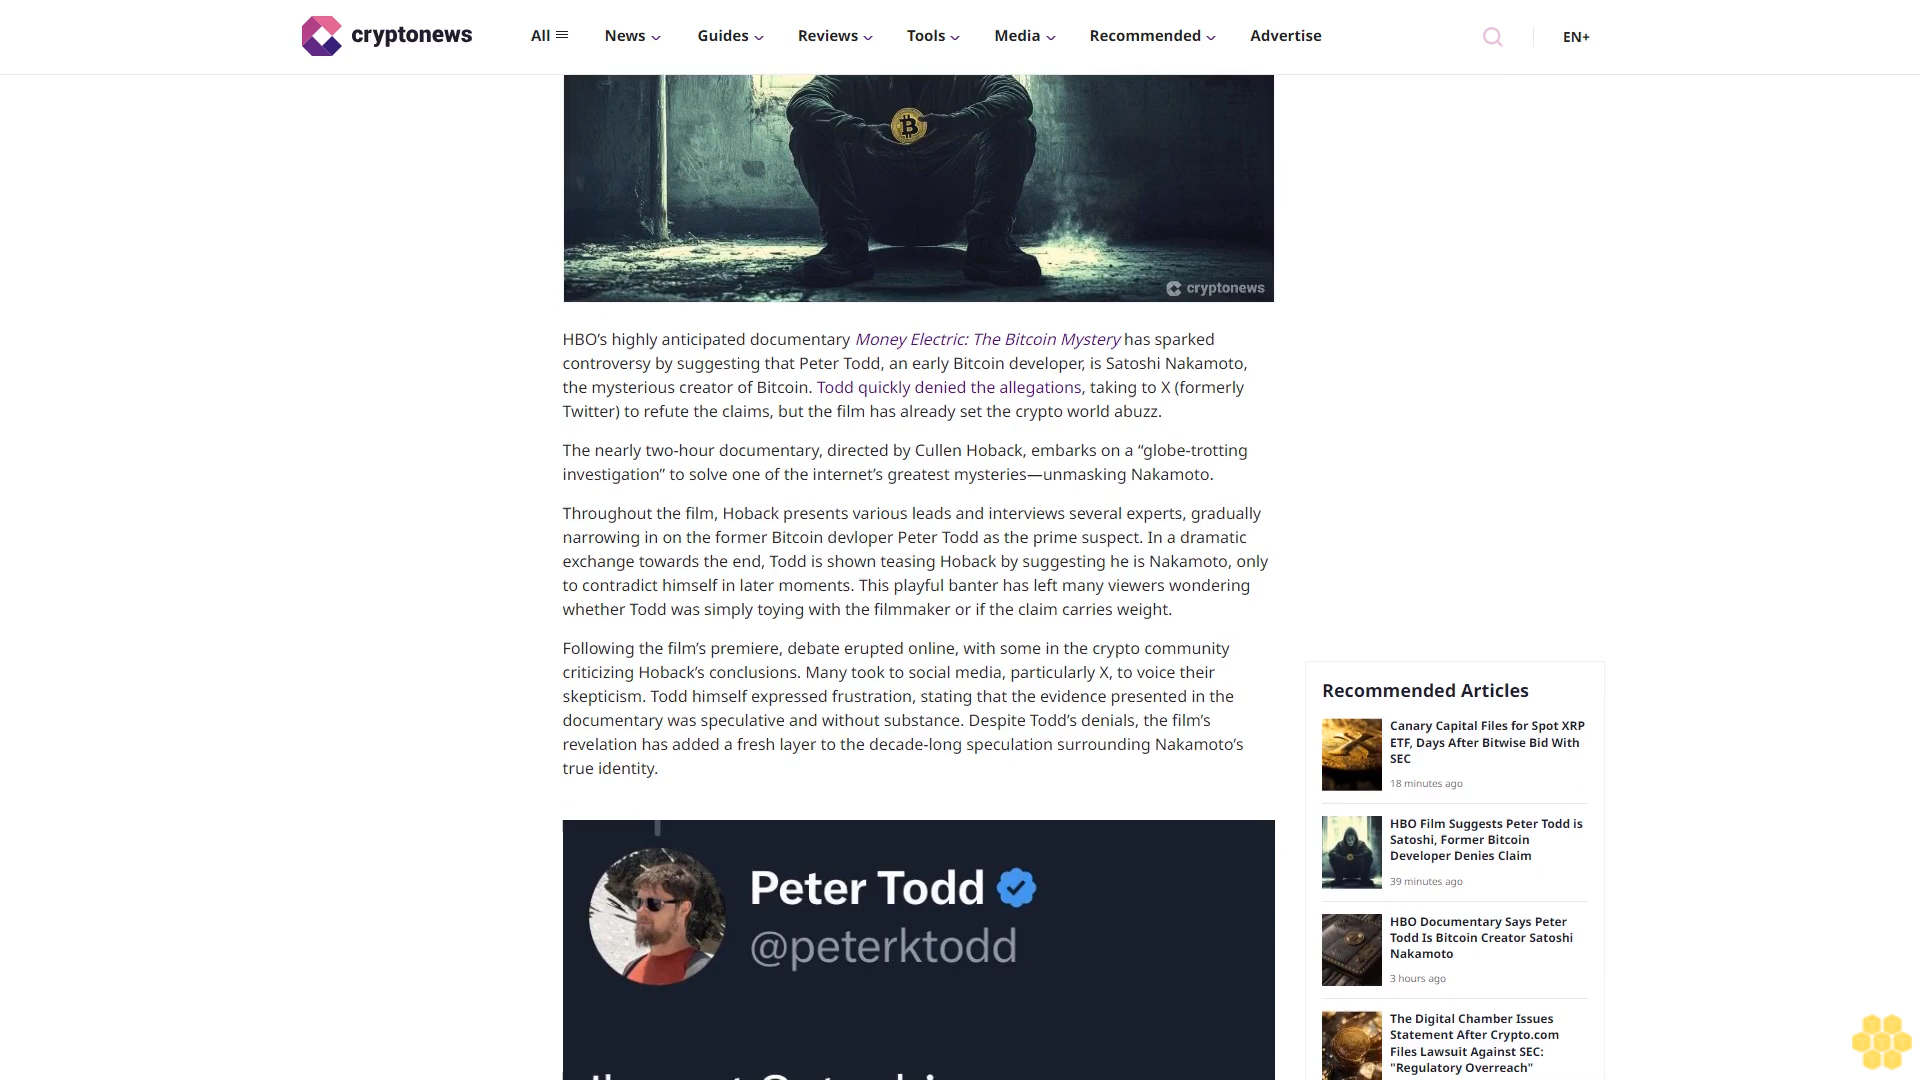 cryptonews
All
News
Guides
Reviews
Tools
Media
Recommended
Advertise
EN+
cryptonews
HBO’s highly anticipated documentary Money Electric: The Bitcoin Mystery has sparked
controversy by suggesting that Peter Todd, an early Bitcoin developer, is Satoshi Nakamoto,
the mysterious creator of Bitcoin. Todd quickly denied the allegations, taking to X (formerly
Twitter) to refute the claims, but the film has already set the crypto world abuzz.
The nearly two-hour documentary, directed by Cullen Hoback, embarks on a “globe-trotting
investigation” to solve one of the internet’s greatest mysteries—unmasking Nakamoto.
Throughout the film, Hoback presents various leads and interviews several experts, gradually
narrowing in on the former Bitcoin devloper Peter Todd as the prime suspect. In a dramatic
exchange towards the end, Todd is shown teasing Hoback by suggesting he is Nakamoto, only
to contradict himself in later moments. This playful banter has left many viewers wondering
whether Todd was simply toying with the filmmaker or if the claim carries weight.
Following the film’s premiere, debate erupted online, with some in the crypto community
criticizing Hoback’s conclusions. Many took to social media, particularly X, to voice their
skepticism. Todd himself expressed frustration, stating that the evidence presented in the
documentary was speculative and without substance. Despite Todd’s denials, the film’s
revelation has added a fresh layer to the decade-long speculation surrounding Nakamoto’s
true identity.
Peter Todd
@peterktodd
Recommended Articles
Canary Capital Files for Spot XRP
ETF, Days After Bitwise Bid With
SEC
18 minutes ago
HBO Film Suggests Peter Todd is
Satoshi, Former Bitcoin
Developer Denies Claim
39 minutes ago
HBO Documentary Says Peter
Todd Is Bitcoin Creator Satoshi
Nakamoto
3 hours ago
The Digital Chamber Issues
Statement After Crypto.com
Files Lawsuit Against SEC:
"Regulatory Overreach"